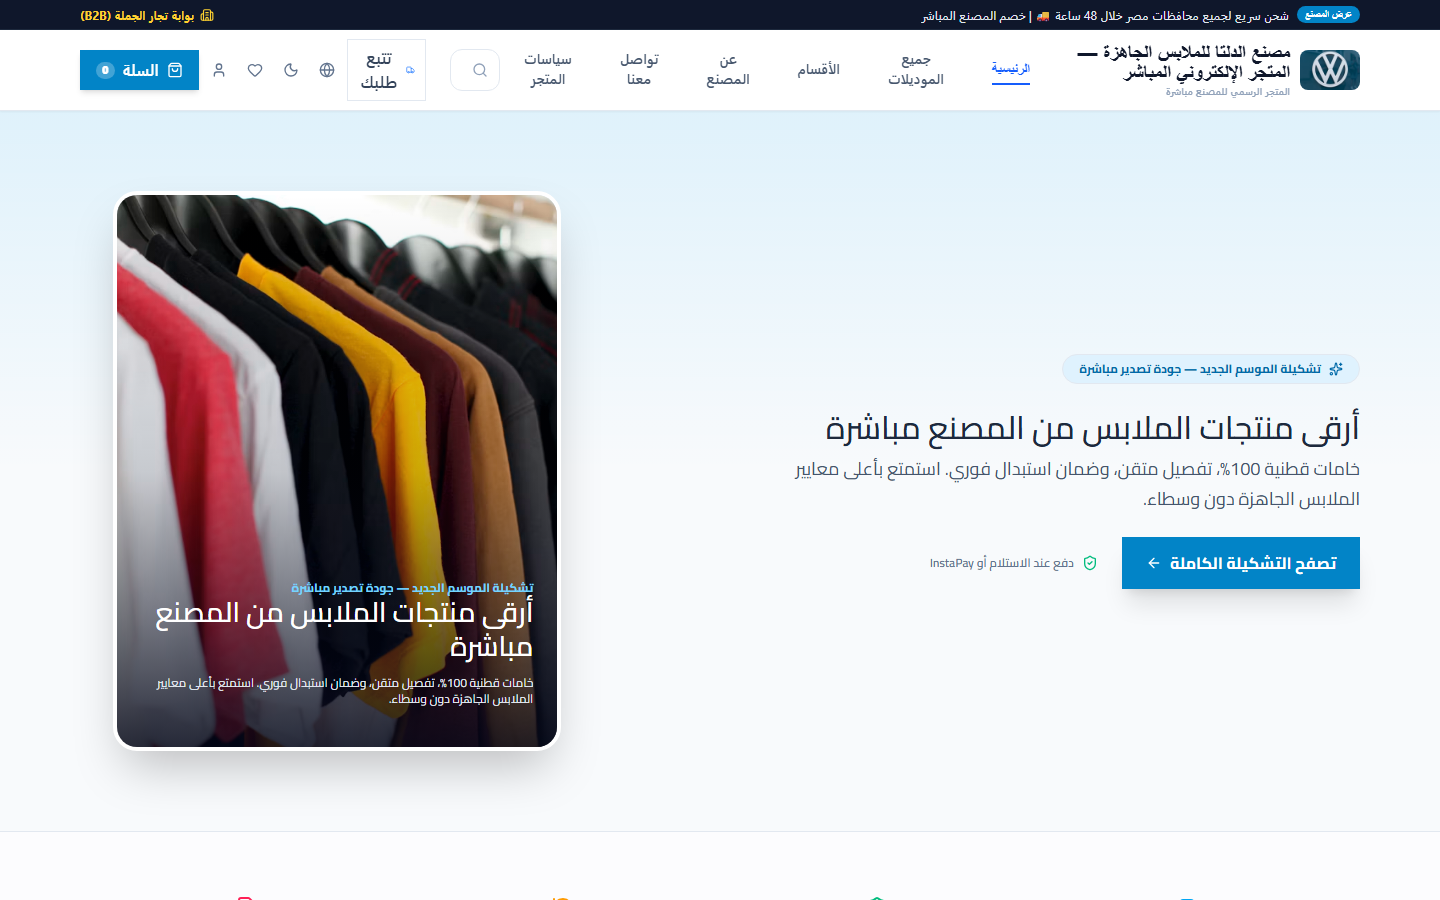 عرض المصنع
شحن سريع لجميع محافظات مصر خلال 48 ساعة 🚚 | خصم المصنع المباشر
بوابة تجار الجملة (B2B)
مصنع الدلتا للملابس الجاهزة —
المتجر الإلكتروني المباشر
المتجر الرسمي للمصنع مباشرة
الرئيسية
جميع
الموديلات
الأقسام
عن
المصنع
تواصل
معنا
سياسات
المتجر
تتبع
طلبك
السلة
0
تشكيلة الموسم الجديد — جودة تصدير مباشرة
أرقى منتجات الملابس من المصنع مباشرة
خامات قطنية 100%، تفصيل متقن، وضمان استبدال فوري. استمتع بأعلى معايير
الملابس الجاهزة دون وسطاء.
تصفح التشكيلة الكاملة
دفع عند الاستلام أو InstaPay
تشكيلة الموسم الجديد — جودة تصدير مباشرة
أرقى منتجات الملابس من المصنع
مباشرة
خامات قطنية 100%، تفصيل متقن، وضمان استبدال فوري. استمتع بأعلى معايير
الملابس الجاهزة دون وسطاء.